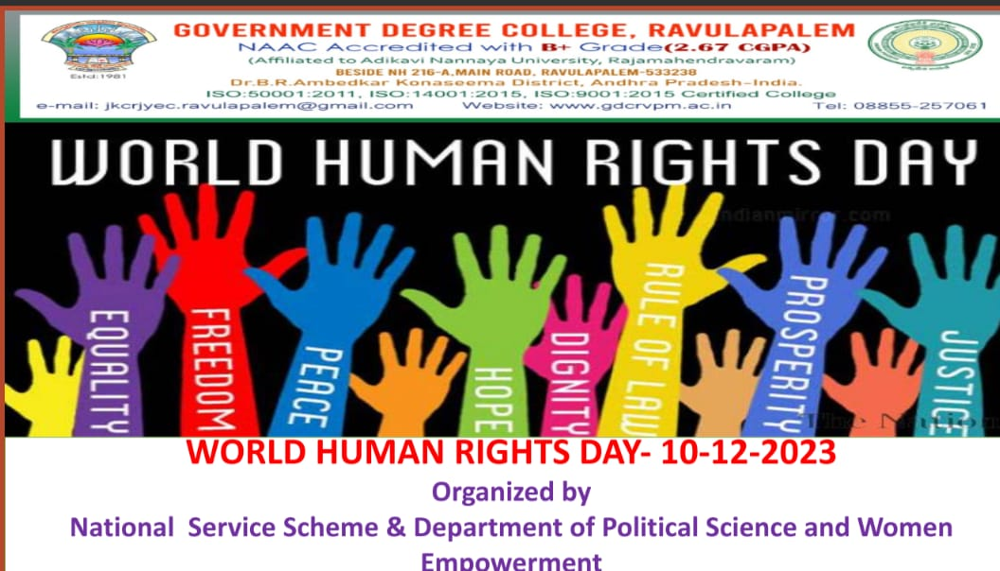 GOVERNMENT DEGREE COLLEGE, RAVULAPALEM
NAAC Accredited with B+ Grade(2.67 CGPA)
(Affiliated to Adikavi Nannaya University, Rajamahendravaram)
Estd:1981
BESIDE NH 216-A,MAIN ROAD, RAVULAPALEM-533238
Dr.B.R.Ambedkar Konaseema District, Andhra Pradesh-India.
ISO:50001:2011, ISO:14001:2015, ISO:9001:2015 Certified College
e-mail: jkcrjyec.ravulapalem@gmail.com Website: www.gdcrvpm.ac.in Tel: 08855-257061
WORLD HUMAN RIGHTS DAY
indianmirror.com
EQUALITY
FREEDOM
PEACE
HOPE
DIGNITY
RULE OF LAW
PROSPERITY
JUSTICE
The Nation
WORLD HUMAN RIGHTS DAY- 10-12-2023
Organized by
National Service Scheme & Department of Political Science and Women
Empowerment